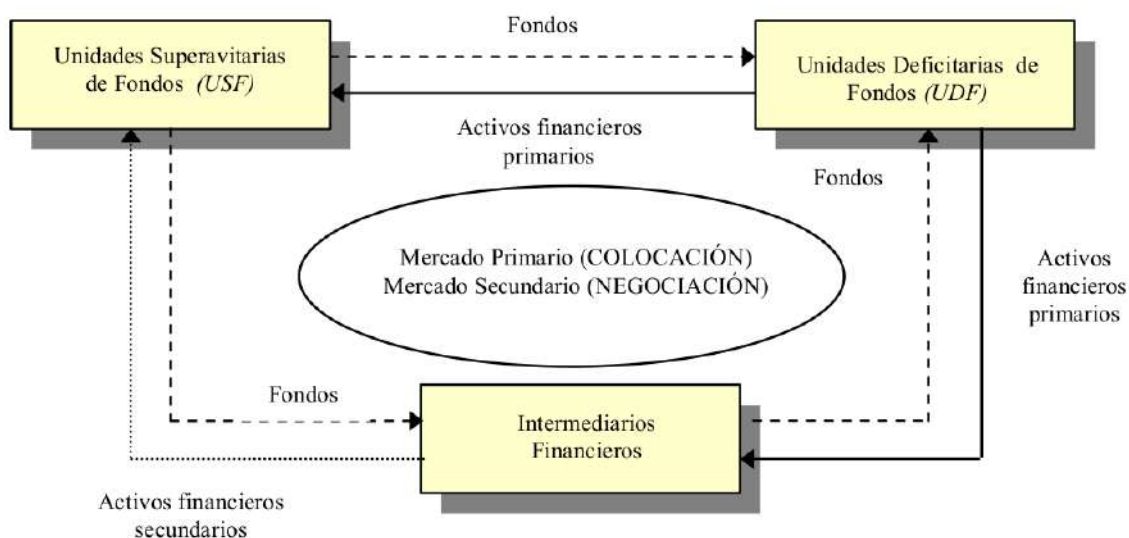 Fondos
Unidades Superavitarias
de Fondos (USF)
Unidades Deficitarias de
Fondos (UDF)
Activos financieros
primarios
Fondos
Mercado Primario (COLOCACIÓN)
Mercado Secundario (NEGOCIACIÓN)
Activos
financieros
primarios
Fondos
Intermediarios
Financieros
Activos financieros
secundarios